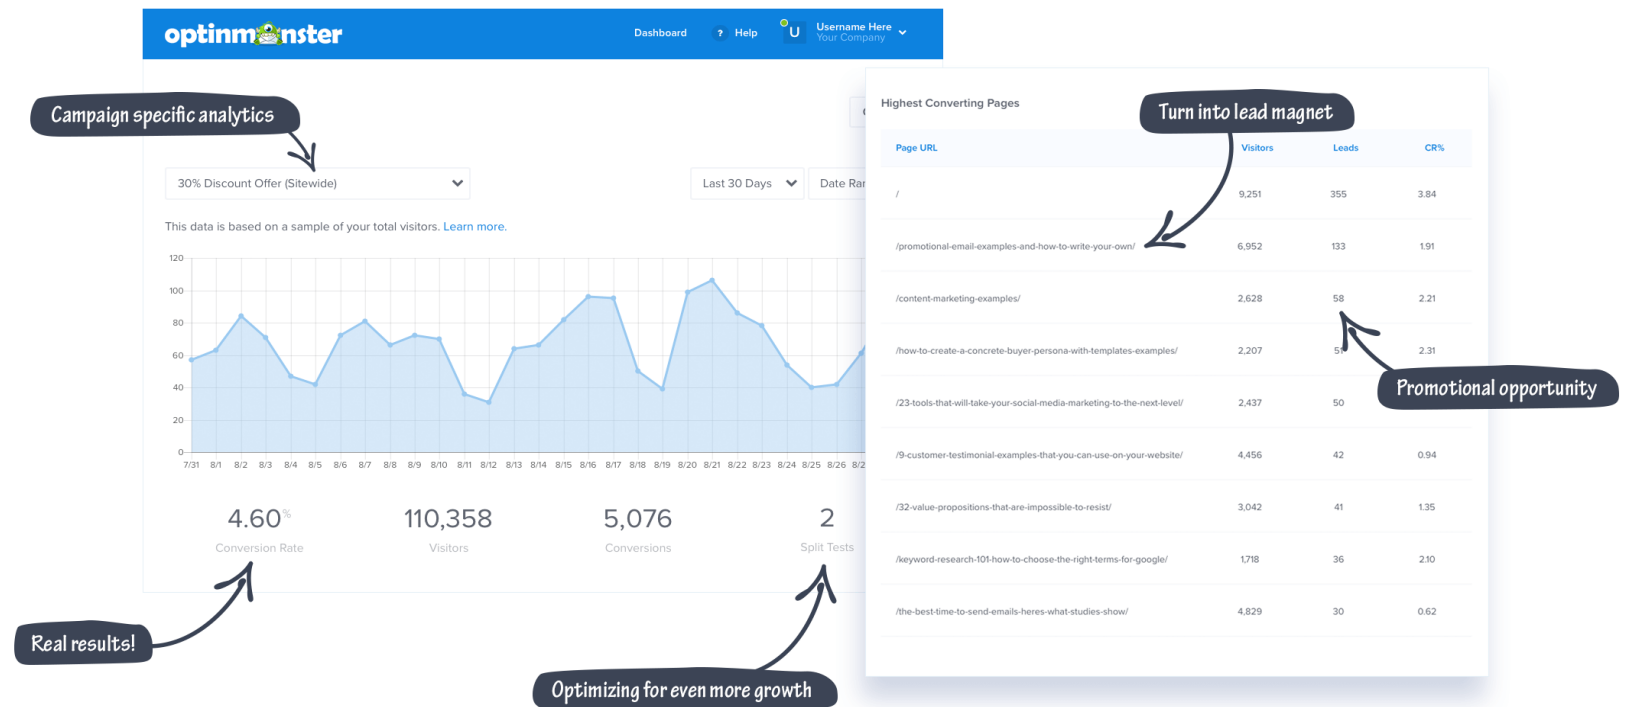 optinmonster
Dashboard
? Help
U
Username Here
Your Company
Campaign specific analytics
30% Discount Offer (Sitewide)
Last 30 Days
This data is based on a sample of your total visitors. Learn more.
120
100
80
60
40
20
0
7/31 8/1 8/2 8/3 8/4 8/5 8/6 8/7 8/8 8/9 8/10 8/11 8/12 8/13 8/14 8/15 8/16 8/17 8/18 8/19 8/20 8/21 8/22 8/23 8/24 8/25 8/26
4.60% 110,358 5,076 2
Conversion Rate Visitors Conversions Split Tests
Real results!
Optimizing for even more growth
Highest Converting Pages
Turn into lead magnet
Page URL Visitors Leads CR%
/ 9,251 355 3.84
/promotional-email-examples-and-how-to-write-your-own/ 6,952 133 1.91
/content-marketing-examples/ 2,628 58 2.21
/how-to-create-a-concrete-buyer-persona-with-templates-examples/ 2,207 51 2.31
/23-tools-that-will-take-your-social-media-marketing-to-the-next-level/ 2,437 50
Promotional opportunity
/9-customer-testimonial-examples-that-you-can-use-on-your-website/ 4,456 42 0.94
/32-value-propositions-that-are-impossible-to-resist/ 3,042 41 1.35
/keyword-research-101-how-to-choose-the-right-terms-for-google/ 1,718 36 2.10
/the-best-time-to-send-emails-heres-what-studies-show/ 4,829 30 0.62